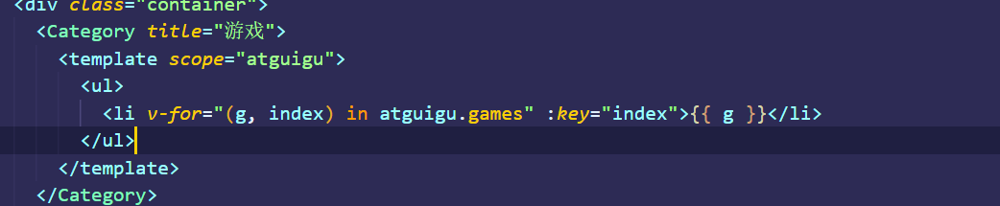 <div class="container">
<Category title="游戏">
<template scope="atguigu">
<ul>
<li v-for="(g, index) in atguigu.games" :key="index">{{ g }}</li>
</ul>
</template>
</Category>